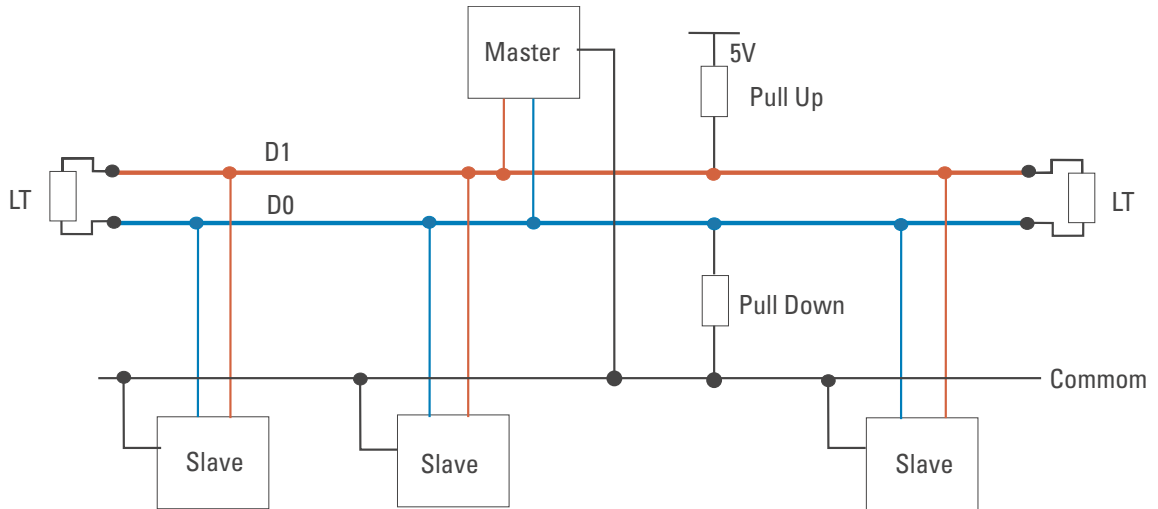 Master
5V
Pull Up
D1
LT
D0
LT
Pull Down
Commom
Slave
Slave
Slave